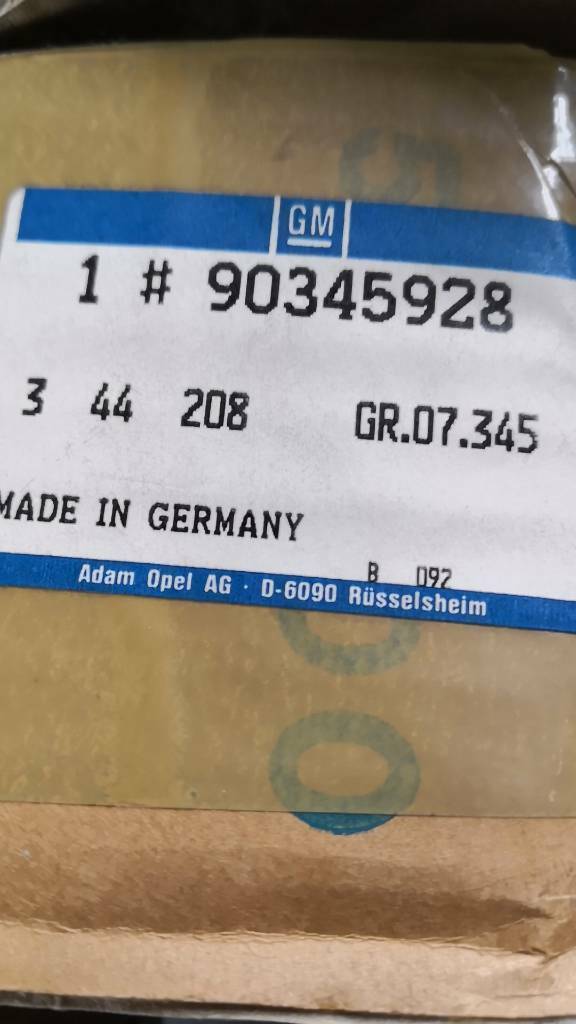 GM
1 # 90345928
3 44 208 GR.07.345
MADE IN GERMANY
B 092
Adam Opel AG · D-6090 Rüsselsheim